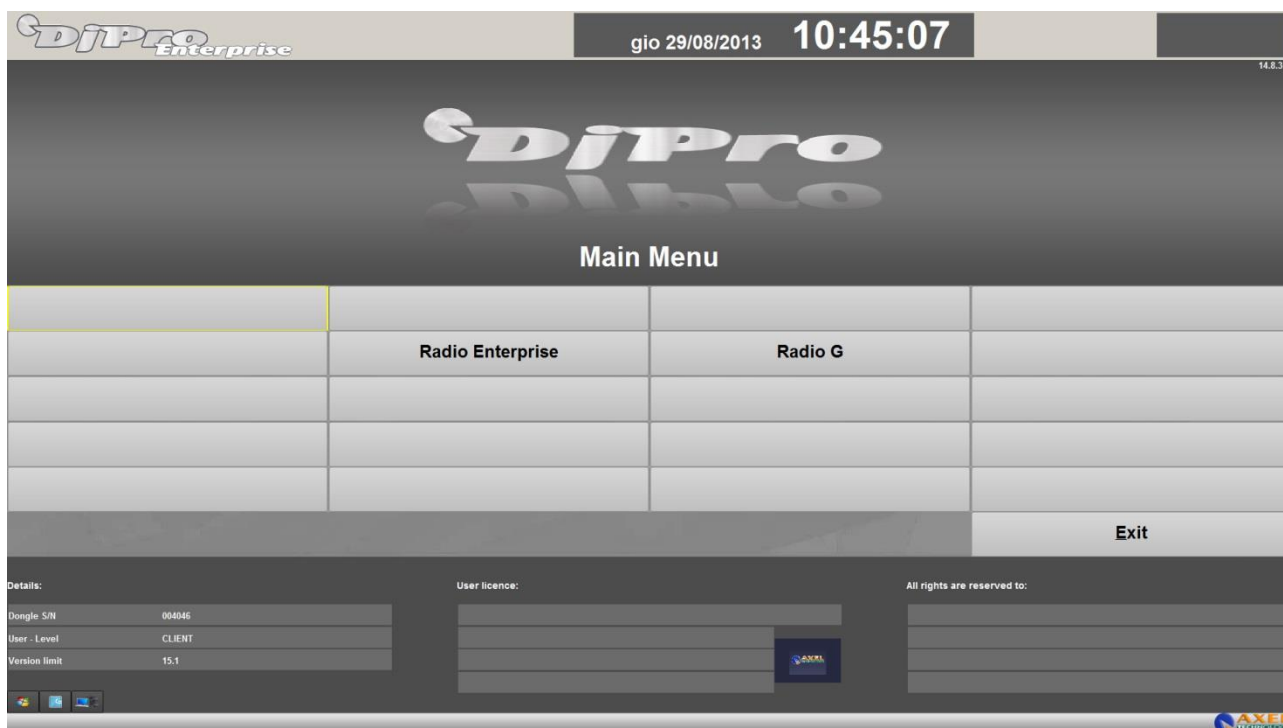 DjPro Enterprise
gio 29/08/2013 10:45:07
14.8.3
DjPro
Main Menu
Radio Enterprise Radio G
Exit
Details: User licence: All rights are reserved to:
Dongle S/N 004046
User - Level CLIENT
Version limit 15.1
AXEL
AXEL